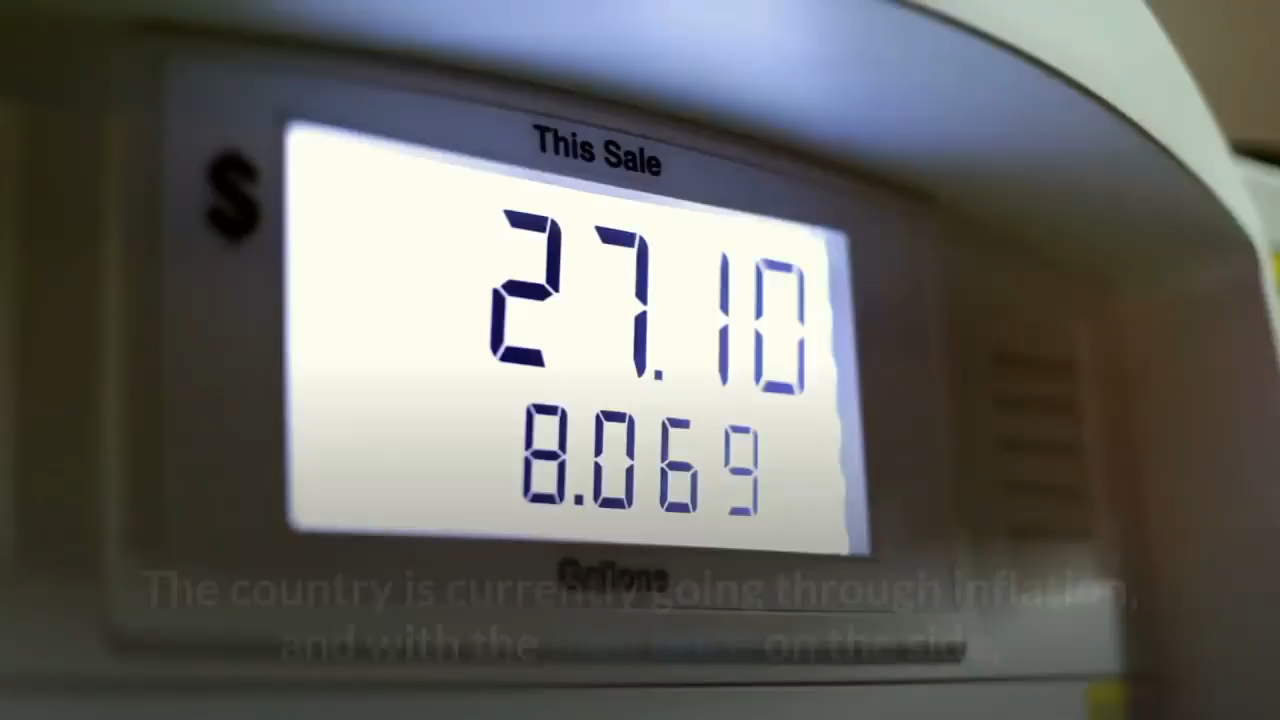 This Sale
$
27.10
8.069
Gallons
The country is currently going through inflation,
and with the on the side